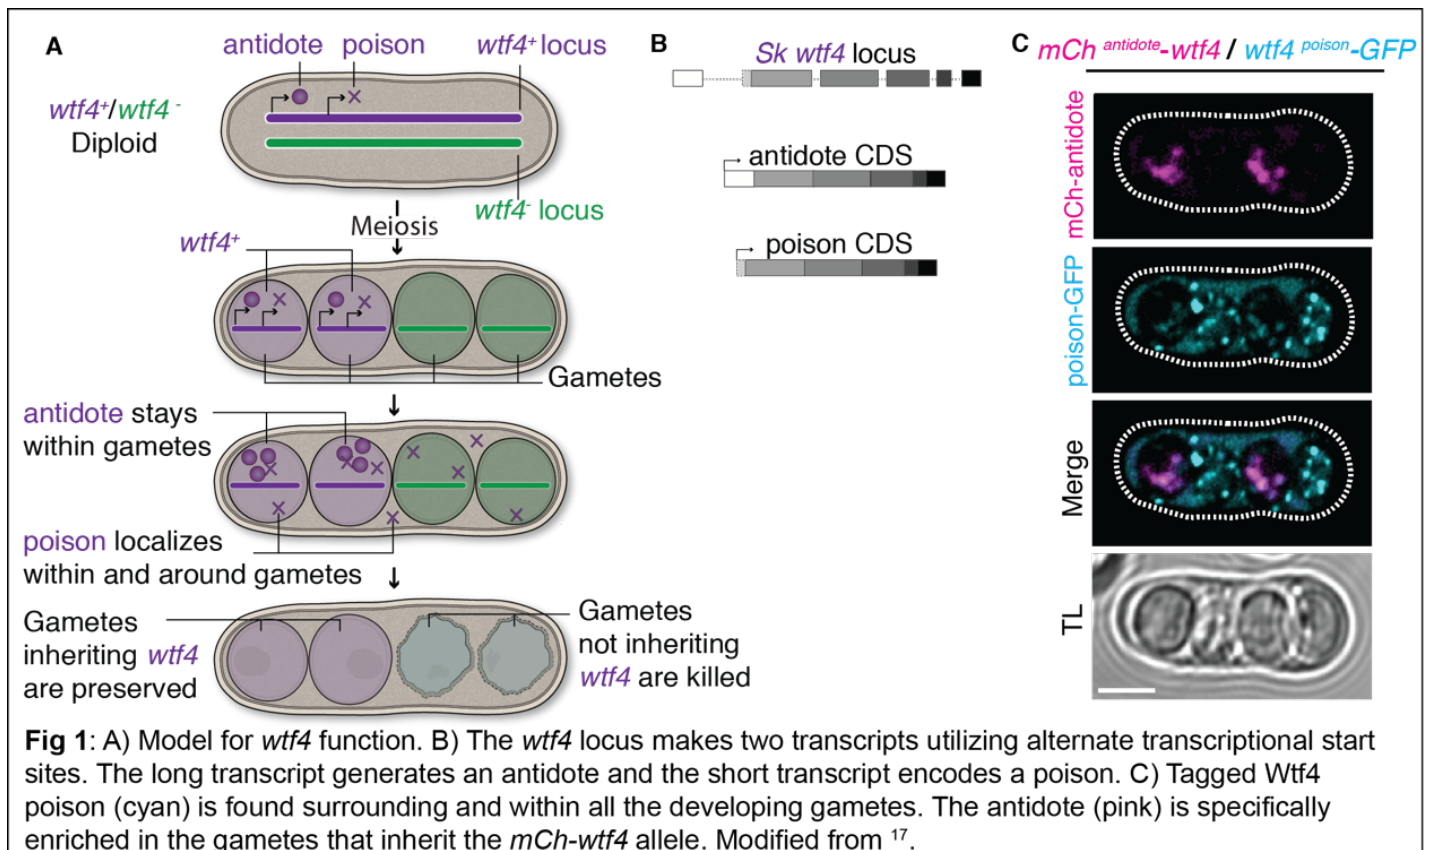 A
antidote poison wtf4+ locus
wtf4+/wtf4 -
Diploid
wtf4- locus
Meiosis
wtf4+
Gametes
antidote stays
within gametes
poison localizes
within and around gametes
Gametes
inheriting wtf4
are preserved
Gametes
not inheriting
wtf4 are killed
B
Sk wtf4 locus
antidote CDS
poison CDS
C mCh antidote-wtf4 / wtf4 poison-GFP
mCh-antidote
poison-GFP
Merge
TL
Fig 1: A) Model for wtf4 function. B) The wtf4 locus makes two transcripts utilizing alternate transcriptional start
sites. The long transcript generates an antidote and the short transcript encodes a poison. C) Tagged Wtf4
poison (cyan) is found surrounding and within all the developing gametes. The antidote (pink) is specifically
enriched in the gametes that inherit the mCh-wtf4 allele. Modified from 17.